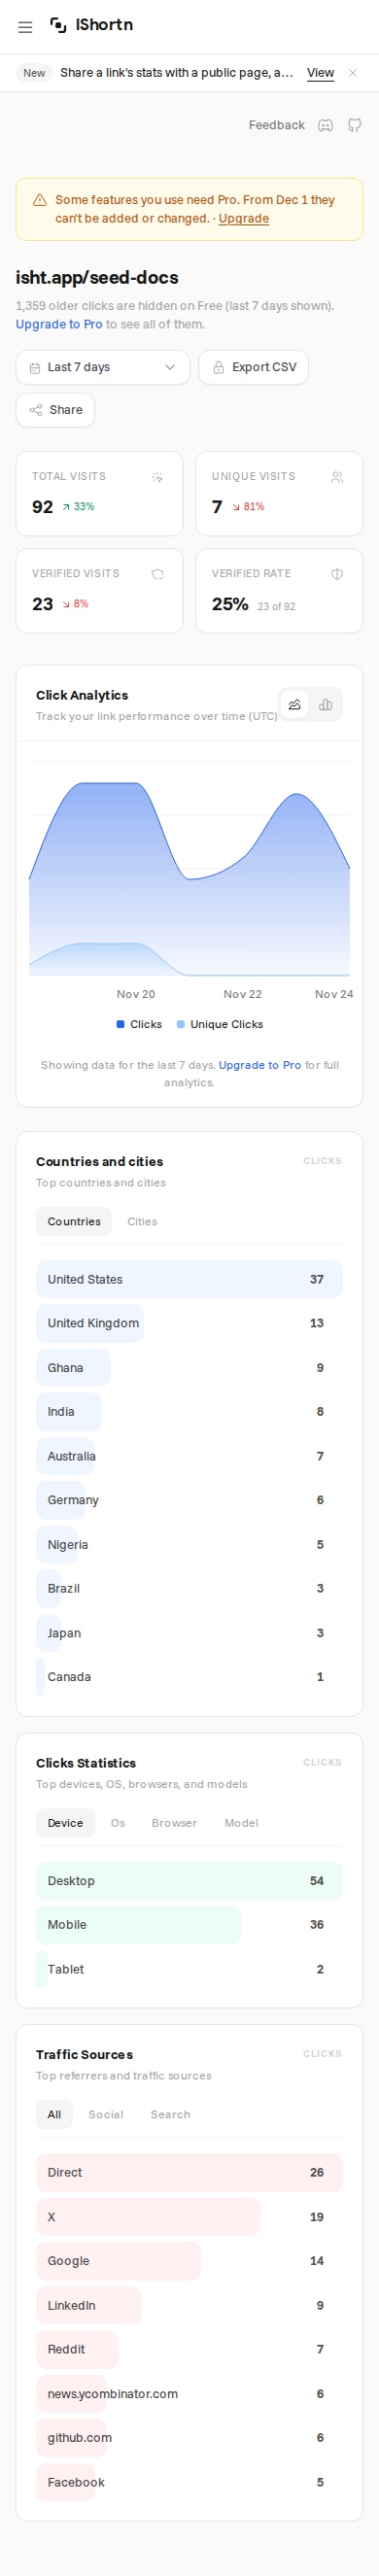 IShortn
New Share a link's stats with a public page, a... View
Feedback
Some features you use need Pro. From Dec 1 they
can't be added or changed. · Upgrade
isht.app/seed-docs
1,359 older clicks are hidden on Free (last 7 days shown).
Upgrade to Pro to see all of them.
Last 7 days Export CSV
Share
TOTAL VISITS
92 33%
UNIQUE VISITS
7 81%
VERIFIED VISITS
23 8%
VERIFIED RATE
25% 23 of 92
Click Analytics
Track your link performance over time (UTC)
Nov 20 Nov 22 Nov 24
Clicks Unique Clicks
Showing data for the last 7 days. Upgrade to Pro for full
analytics.
Countries and cities CLICKS
Top countries and cities
Countries Cities
United States 37
United Kingdom 13
Ghana 9
India 8
Australia 7
Germany 6
Nigeria 5
Brazil 3
Japan 3
Canada 1
Clicks Statistics CLICKS
Top devices, OS, browsers, and models
Device Os Browser Model
Desktop 54
Mobile 36
Tablet 2
Traffic Sources CLICKS
Top referrers and traffic sources
All Social Search
Direct 26
X 19
Google 14
LinkedIn 9
Reddit 7
news.ycombinator.com 6
github.com 6
Facebook 5